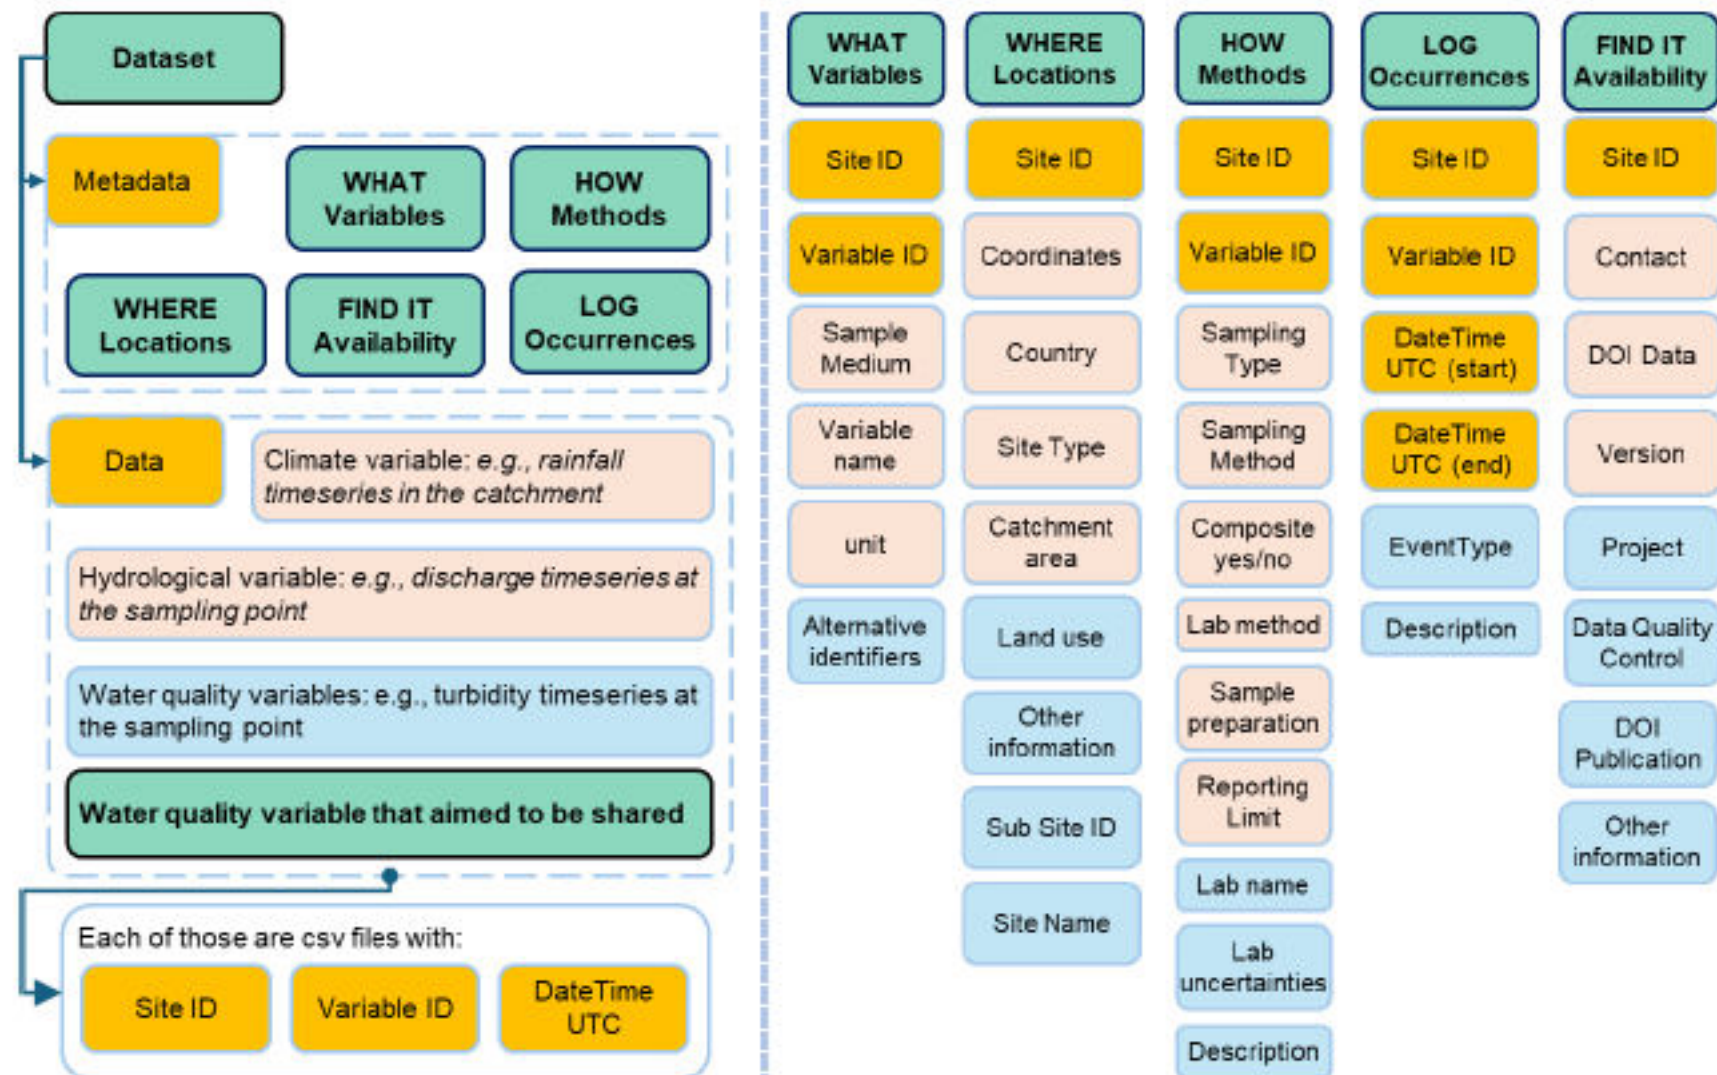 Dataset
Metadata
WHAT
Variables
HOW
Methods
WHERE
Locations
FIND IT
Availability
LOG
Occurrences
Data
Climate variable: e.g., rainfall
timeseries in the catchment
Hydrological variable: e.g., discharge timeseries at
the sampling point
Water quality variables: e.g., turbidity timeseries at
the sampling point
Water quality variable that aimed to be shared
Each of those are csv files with:
Site ID
Variable ID
DateTime
UTC
WHAT
Variables
Site ID
Variable ID
Sample
Medium
Variable
name
unit
Alternative
identifiers
WHERE
Locations
Site ID
Coordinates
Country
Site Type
Catchment
area
Land use
Other
information
Sub Site ID
Site Name
HOW
Methods
Site ID
Variable ID
Sampling
Type
Sampling
Method
Composite
yes/no
Lab method
Sample
preparation
Reporting
Limit
Lab name
Lab
uncertainties
Description
LOG
Occurrences
Site ID
Variable ID
DateTime
UTC (start)
DateTime
UTC (end)
EventType
Description
FIND IT
Availability
Site ID
Contact
DOI Data
Version
Project
Data Quality
Control
DOI
Publication
Other
information